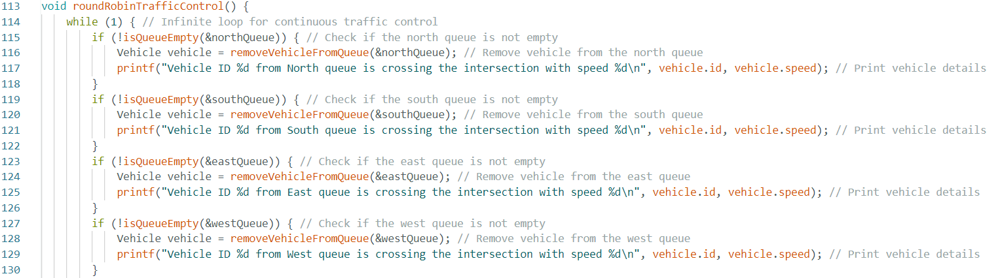 113 void roundRobinTrafficControl() {
114 while (1) { // Infinite loop for continuous traffic control
115 if (!isQueueEmpty(&northQueue)) { // Check if the north queue is not empty
116 Vehicle vehicle = removeVehicleFromQueue(&northQueue); // Remove vehicle from the north queue
117 printf("Vehicle ID %d from North queue is crossing the intersection with speed %d\n", vehicle.id, vehicle.speed); // Print vehicle details
118 }
119 if (!isQueueEmpty(&southQueue)) { // Check if the south queue is not empty
120 Vehicle vehicle = removeVehicleFromQueue(&southQueue); // Remove vehicle from the south queue
121 printf("Vehicle ID %d from South queue is crossing the intersection with speed %d\n", vehicle.id, vehicle.speed); // Print vehicle details
122 }
123 if (!isQueueEmpty(&eastQueue)) { // Check if the east queue is not empty
124 Vehicle vehicle = removeVehicleFromQueue(&eastQueue); // Remove vehicle from the east queue
125 printf("Vehicle ID %d from East queue is crossing the intersection with speed %d\n", vehicle.id, vehicle.speed); // Print vehicle details
126 }
127 if (!isQueueEmpty(&westQueue)) { // Check if the west queue is not empty
128 Vehicle vehicle = removeVehicleFromQueue(&westQueue); // Remove vehicle from the west queue
129 printf("Vehicle ID %d from West queue is crossing the intersection with speed %d\n", vehicle.id, vehicle.speed); // Print vehicle details
130 }